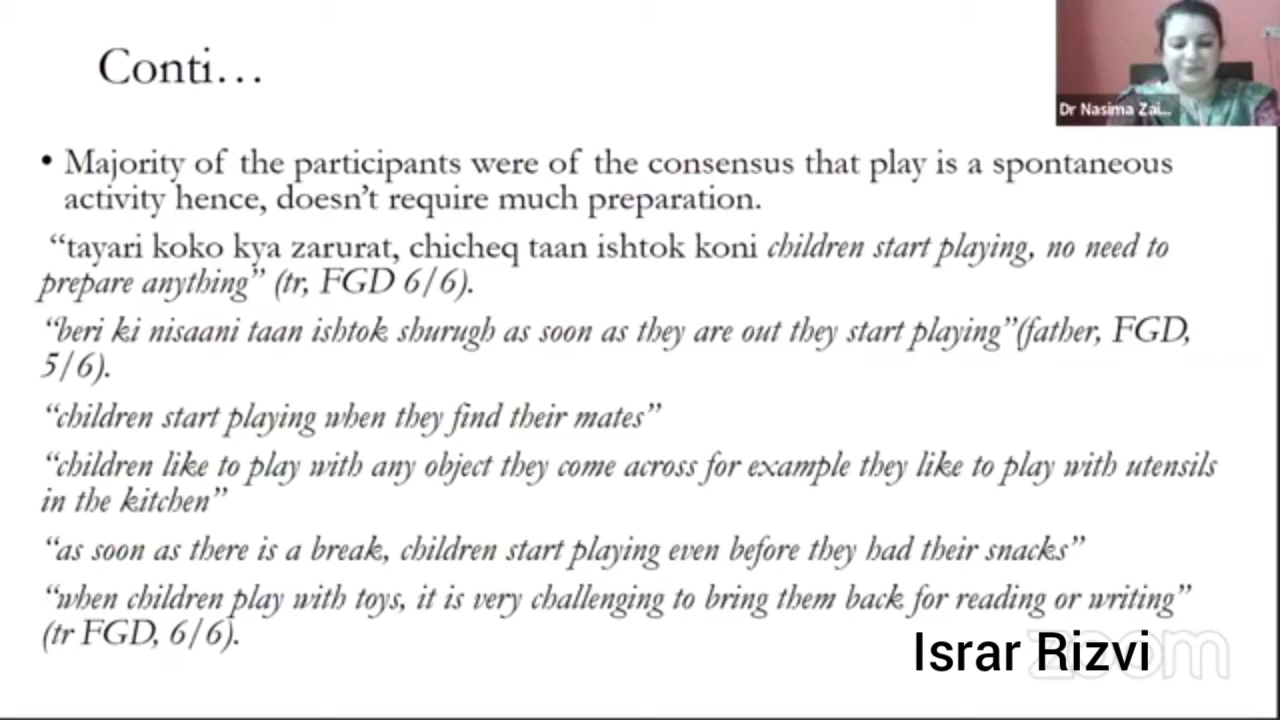 Conti…
Dr Nasima Zai...
• Majority of the participants were of the consensus that play is a spontaneous
activity hence, doesn’t require much preparation.
“tayari koko kya zarurat, chicheq taan ishtok koni children start playing, no need to
prepare anything” (tr, FGD 6/6).
“beri ki nisaani taan ishtok shurugh as soon as they are out they start playing”(father, FGD,
5/6).
“children start playing when they find their mates”
“children like to play with any object they come across for example they like to play with utensils
in the kitchen”
“as soon as there is a break, children start playing even before they had their snacks”
“when children play with toys, it is very challenging to bring them back for reading or writing”
(tr FGD, 6/6).
Israr Rizvi
zoom